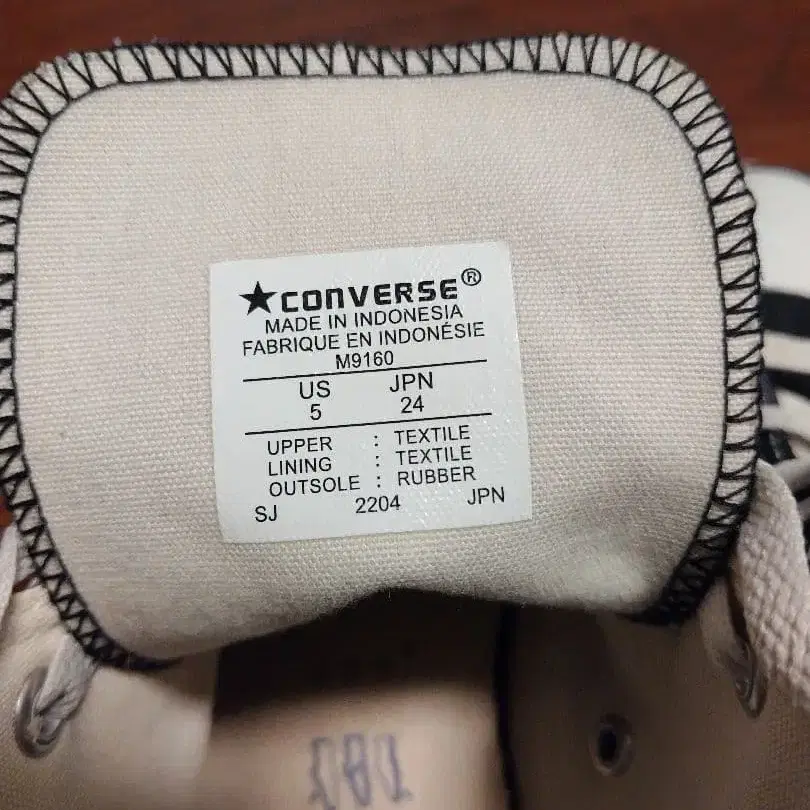 ★CONVERSE®
MADE IN INDONESIA
FABRIQUE EN INDONÉSIE
M9160
US JPN
5 24
UPPER : TEXTILE
LINING : TEXTILE
OUTSOLE : RUBBER
SJ 2204 JPN